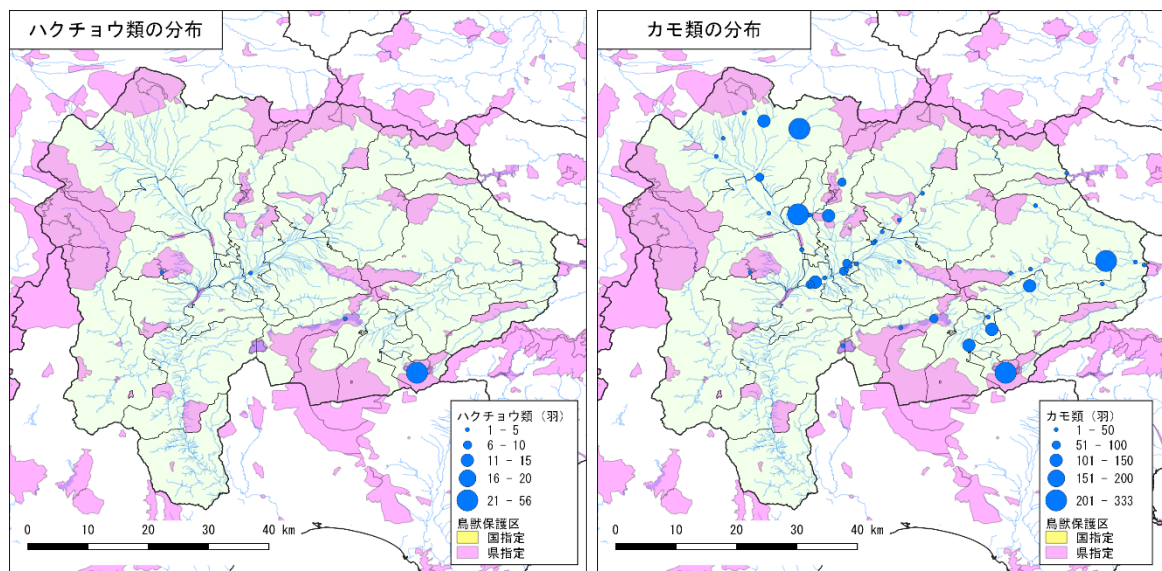 ハクチョウ類の分布
ハクチョウ類（羽）
1 - 5
6 - 10
11 - 15
16 - 20
21 - 56
鳥獣保護区
国指定
県指定
0 10 20 30 40 km
カモ類の分布
カモ類（羽）
1 - 50
51 - 100
101 - 150
151 - 200
201 - 333
鳥獣保護区
国指定
県指定
0 10 20 30 40 km